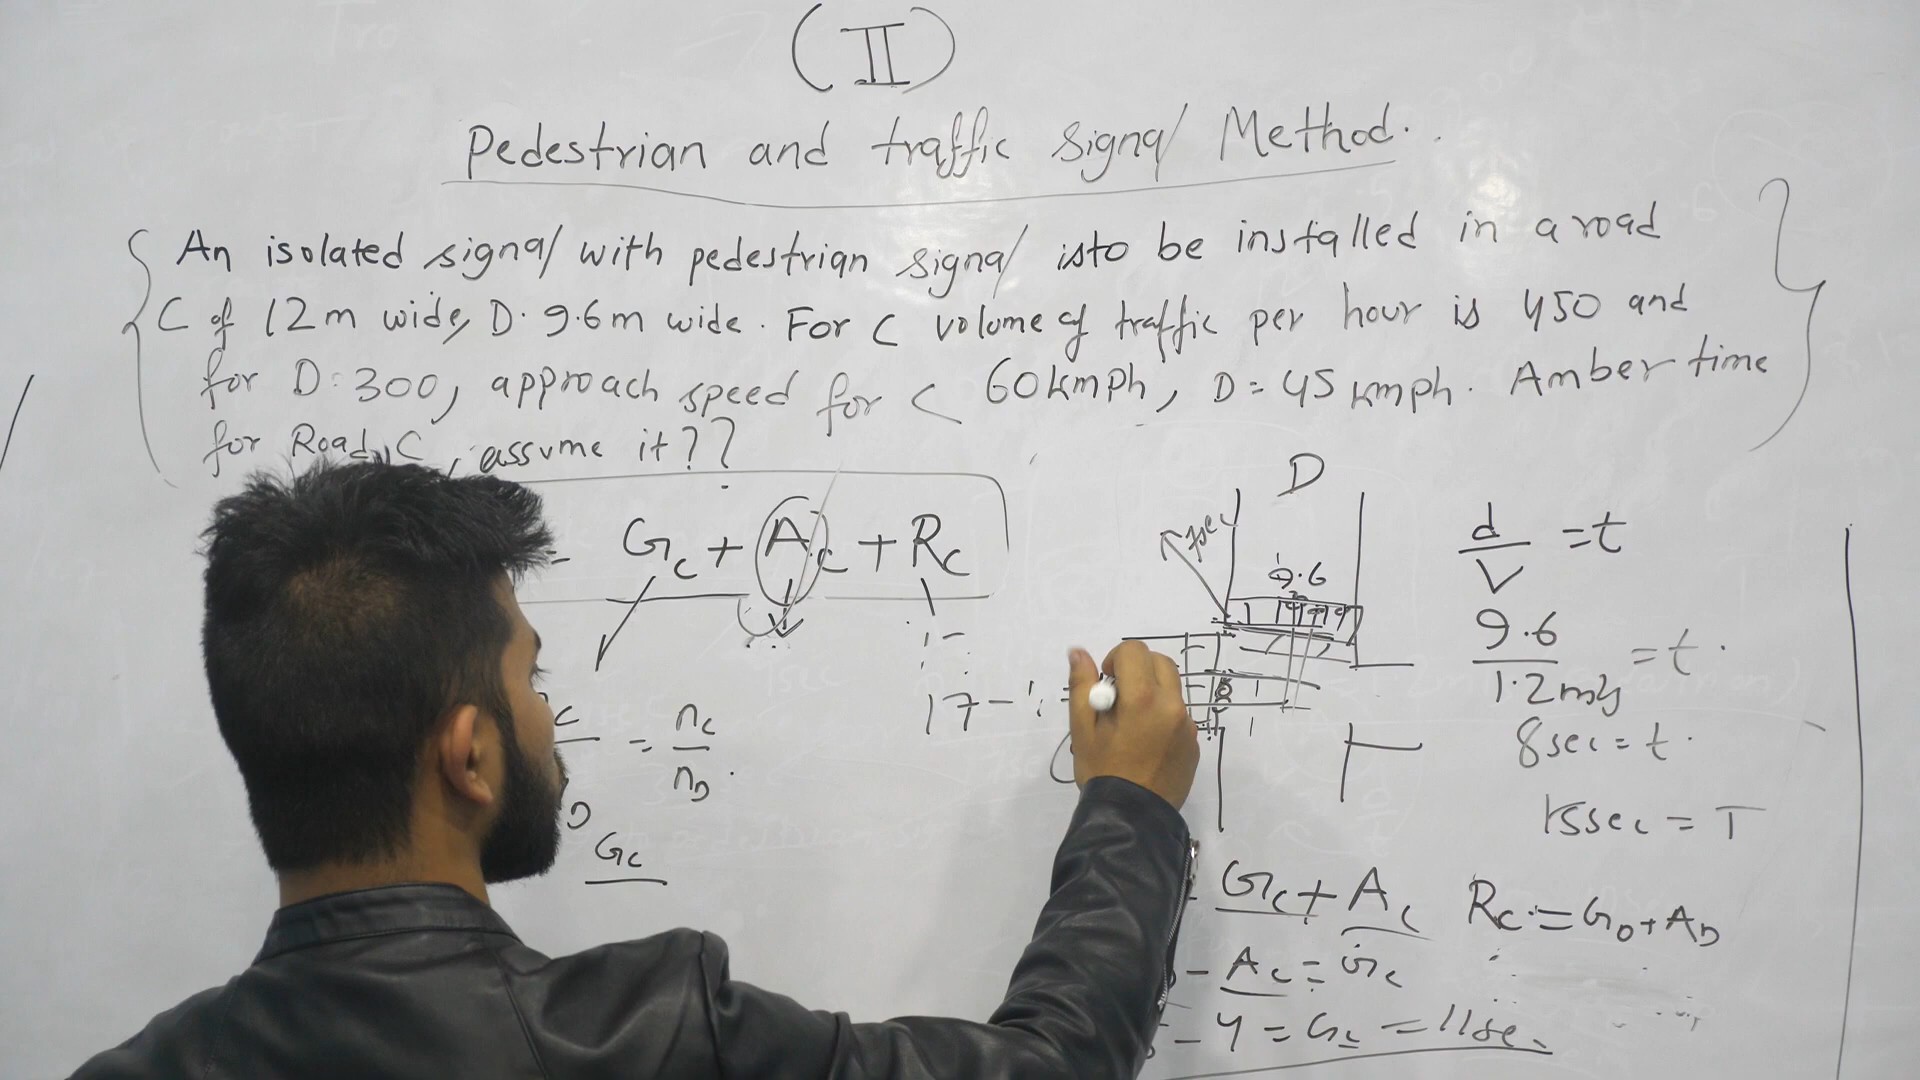 (II)
Pedestrian and traffic signal Method.
An isolated signal with pedestrian signal is to be installed in a road
C of 12m wide, D. 9.6m wide. For C volume of traffic per hour is 450 and
for D=300, approach speed for C 60kmph, D=45 kmph. Amber time
for Road C, assume it??
D
= Gc + Ac + Rc
7sec
9.6
d/V = t
9.6/1.2m/s = t.
8sec = t.
15sec = T
17 -
nc/nD
D
Gc
Gc + Ac
Rc = GD + AD
- Ac = Gc
- 4 = Gc = 11sec